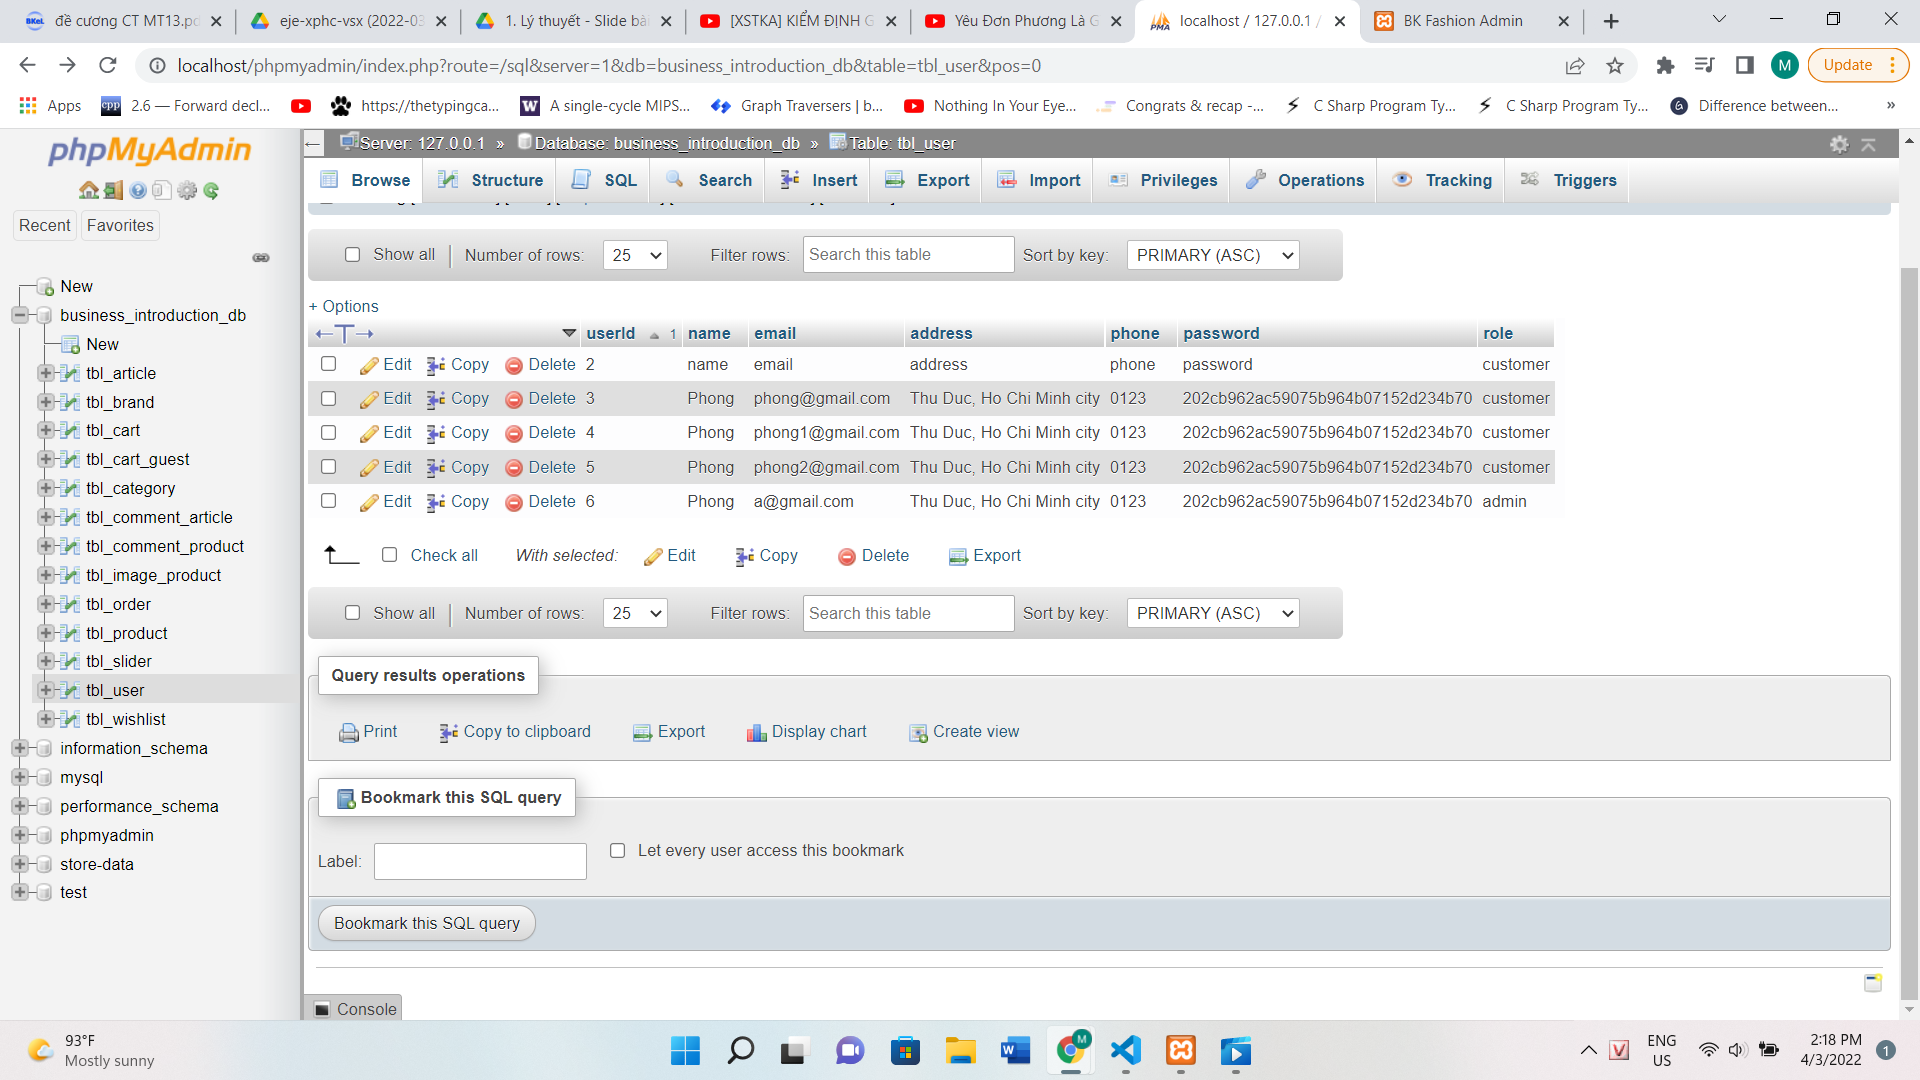 đề cương CT MT13.pd
eje-xphc-vsx (2022-03
1. Lý thuyết - Slide bài
[XSTKA] KIỂM ĐỊNH G
Yêu Đơn Phương Là G
localhost / 127.0.0.1 /
BK Fashion Admin
localhost/phpmyadmin/index.php?route=/sql&server=1&db=business_introduction_db&table=tbl_user&pos=0
M
Update
Apps
2.6 — Forward decl...
https://thetypingca...
A single-cycle MIPS...
Graph Traversers | b...
Nothing In Your Eye...
Congrats & recap -...
C Sharp Program Ty...
C Sharp Program Ty...
Difference between...
»
phpMyAdmin
Recent
Favorites
New
business_introduction_db
New
tbl_article
tbl_brand
tbl_cart
tbl_cart_guest
tbl_category
tbl_comment_article
tbl_comment_product
tbl_image_product
tbl_order
tbl_product
tbl_slider
tbl_user
tbl_wishlist
information_schema
mysql
performance_schema
phpmyadmin
store-data
test
Server: 127.0.0.1 » Database: business_introduction_db » Table: tbl_user
Browse Structure SQL Search Insert Export Import Privileges Operations Tracking Triggers
Show all Number of rows: 25 Filter rows: Search this table Sort by key: PRIMARY (ASC)
+ Options
userId 1 name email address phone password role
Edit Copy Delete 2 name email address phone password customer
Edit Copy Delete 3 Phong phong@gmail.com Thu Duc, Ho Chi Minh city 0123 202cb962ac59075b964b07152d234b70 customer
Edit Copy Delete 4 Phong phong1@gmail.com Thu Duc, Ho Chi Minh city 0123 202cb962ac59075b964b07152d234b70 customer
Edit Copy Delete 5 Phong phong2@gmail.com Thu Duc, Ho Chi Minh city 0123 202cb962ac59075b964b07152d234b70 customer
Edit Copy Delete 6 Phong a@gmail.com Thu Duc, Ho Chi Minh city 0123 202cb962ac59075b964b07152d234b70 admin
Check all With selected: Edit Copy Delete Export
Show all Number of rows: 25 Filter rows: Search this table Sort by key: PRIMARY (ASC)
Query results operations
Print Copy to clipboard Export Display chart Create view
Bookmark this SQL query
Label: Let every user access this bookmark
Bookmark this SQL query
Console
93°F
Mostly sunny
ENG
US
2:18 PM
4/3/2022
1